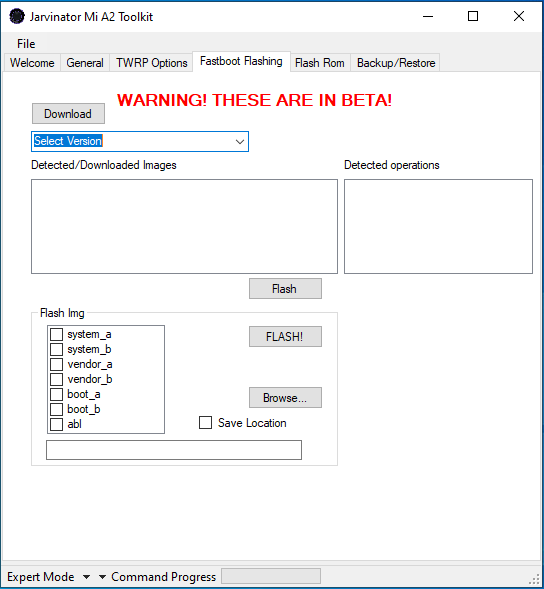 Jarvinator Mi A2 Toolkit
File
Welcome General TWRP Options Fastboot Flashing Flash Rom Backup/Restore
WARNING! THESE ARE IN BETA!
Download
Select Version
Detected/Downloaded Images Detected operations
Flash
Flash Img
system_a
FLASH!
system_b
vendor_a
vendor_b
boot_a
Browse...
boot_b
abl
Save Location
Expert Mode Command Progress